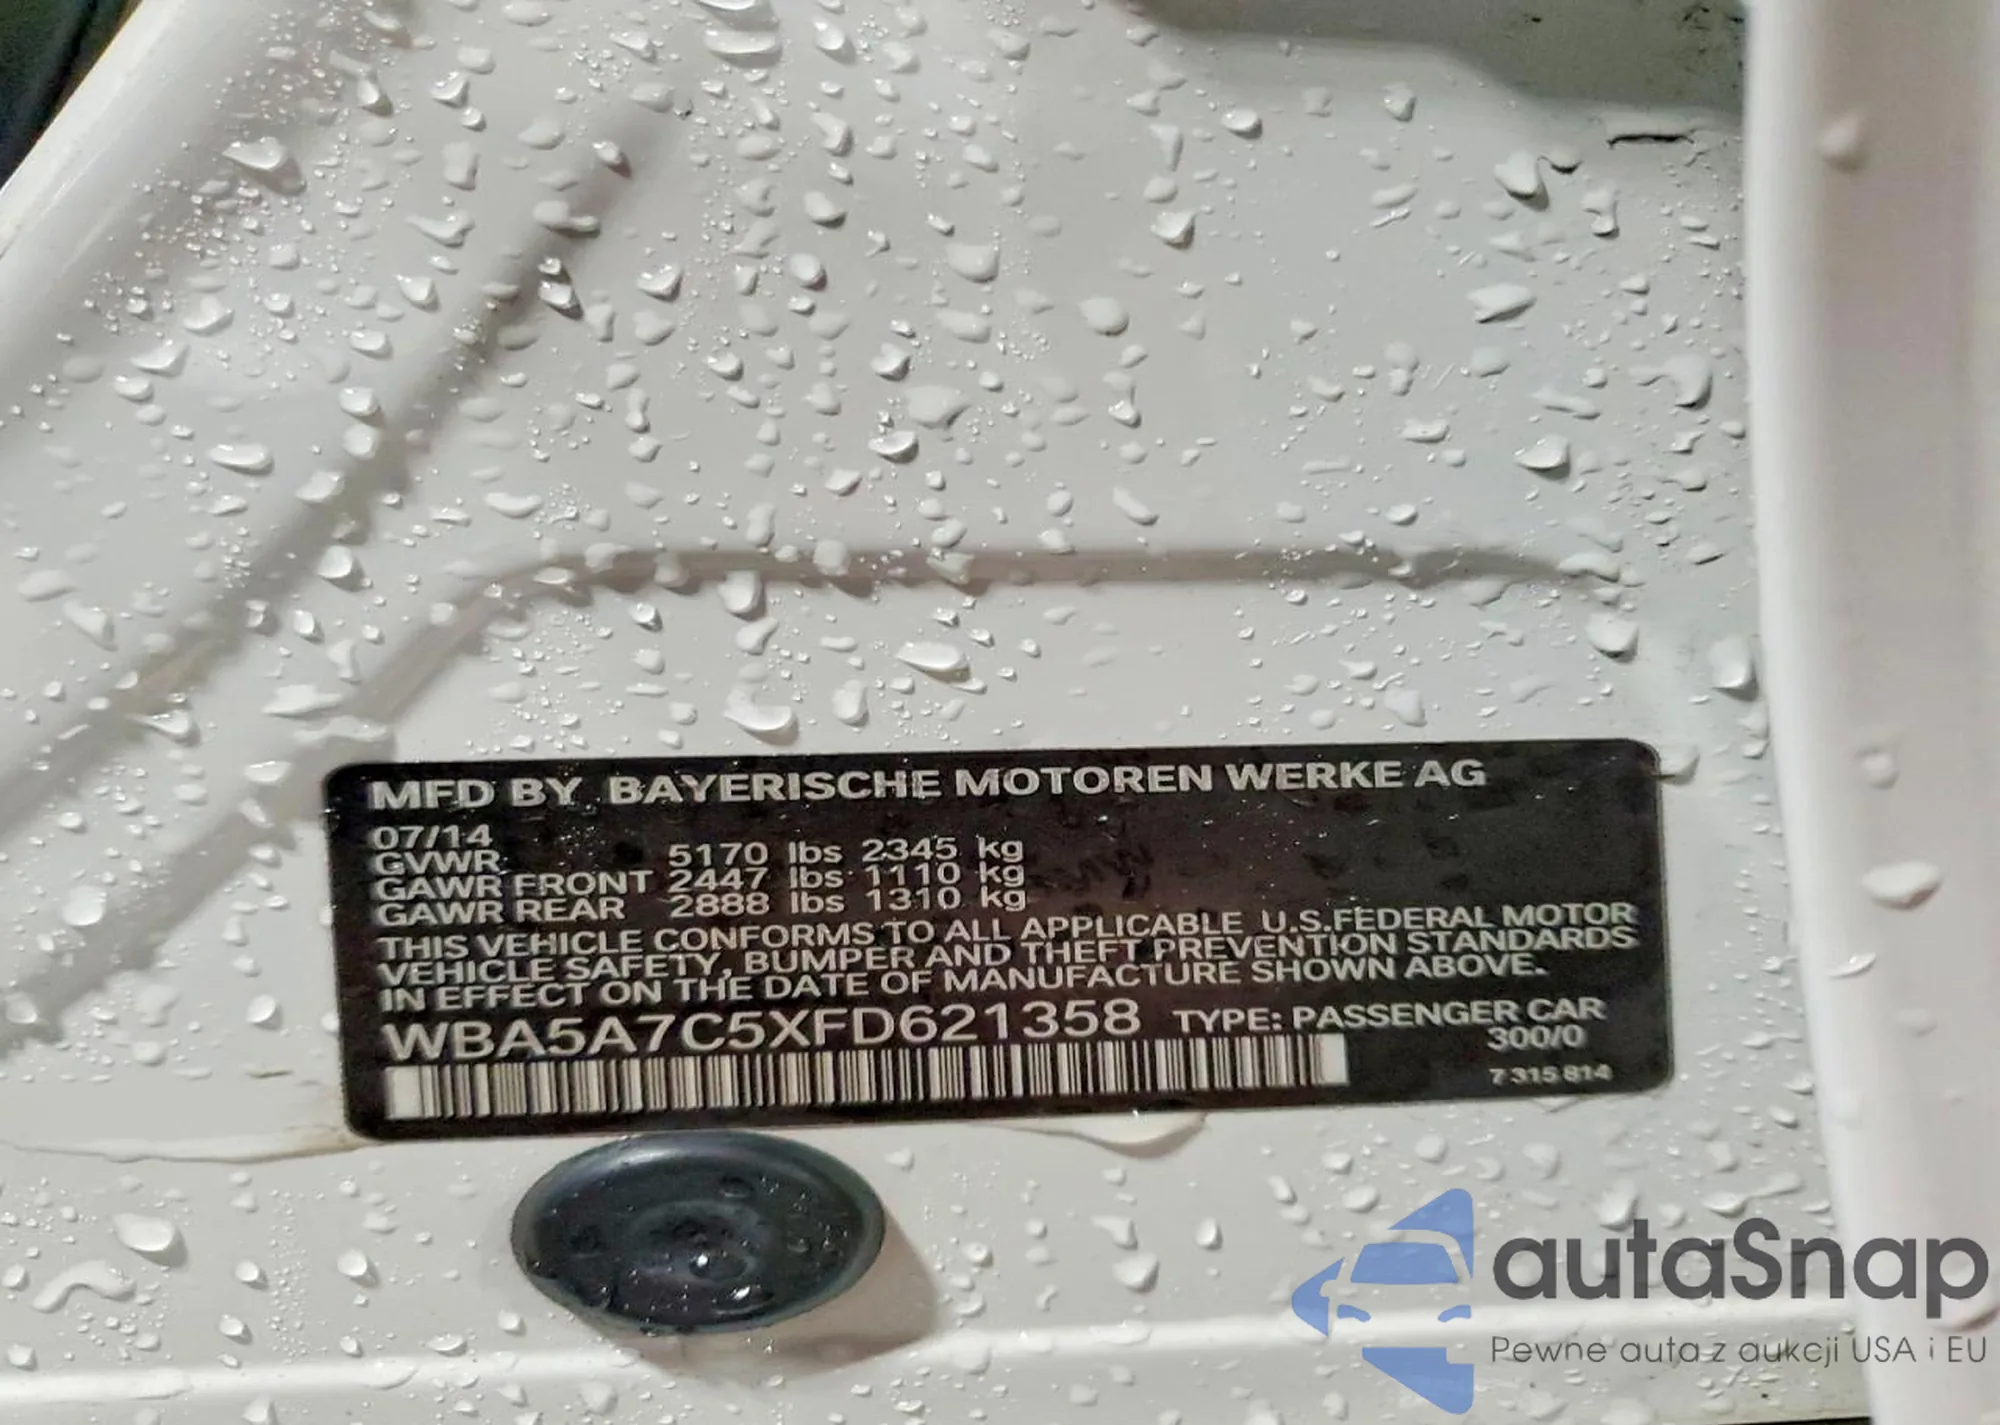 MFD BY BAYERISCHE MOTOREN WERKE AG
07/14
GVWR 5170 lbs 2345 kg
GAWR FRONT 2447 lbs 1110 kg
GAWR REAR 2888 lbs 1310 kg
THIS VEHICLE CONFORMS TO ALL APPLICABLE U.S.FEDERAL MOTOR
VEHICLE SAFETY, BUMPER AND THEFT PREVENTION STANDARDS
IN EFFECT ON THE DATE OF MANUFACTURE SHOWN ABOVE.
WBA5A7C5XFD621358 TYPE: PASSENGER CAR
300/0
7 315 814
autaSnap
Pewne auta z aukcji USA i EU